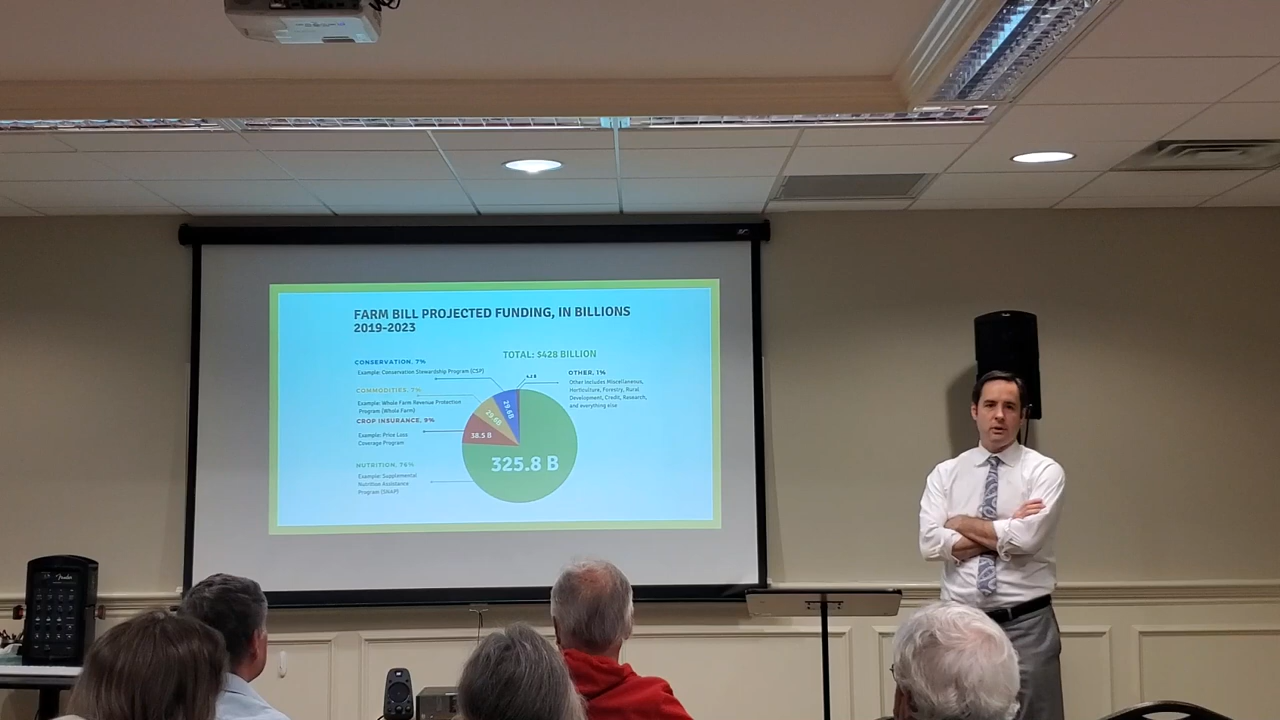 FARM BILL PROJECTED FUNDING, IN BILLIONS
2019-2023
TOTAL: $428 BILLION
CONSERVATION, 7%
Example: Conservation Stewardship Program (CSP)
COMMODITIES, 7%
Example: Whole Farm Revenue Protection
Program (Whole Farm)
CROP INSURANCE, 9%
Example: Price Loss
Coverage Program
NUTRITION, 76%
Example: Supplemental
Nutrition Assistance
Program (SNAP)
OTHER, 1%
Other includes Miscellaneous,
Horticulture, Forestry, Rural
Development, Credit, Research,
and everything else
29.6B
38.5 B
325.8 B
Fender